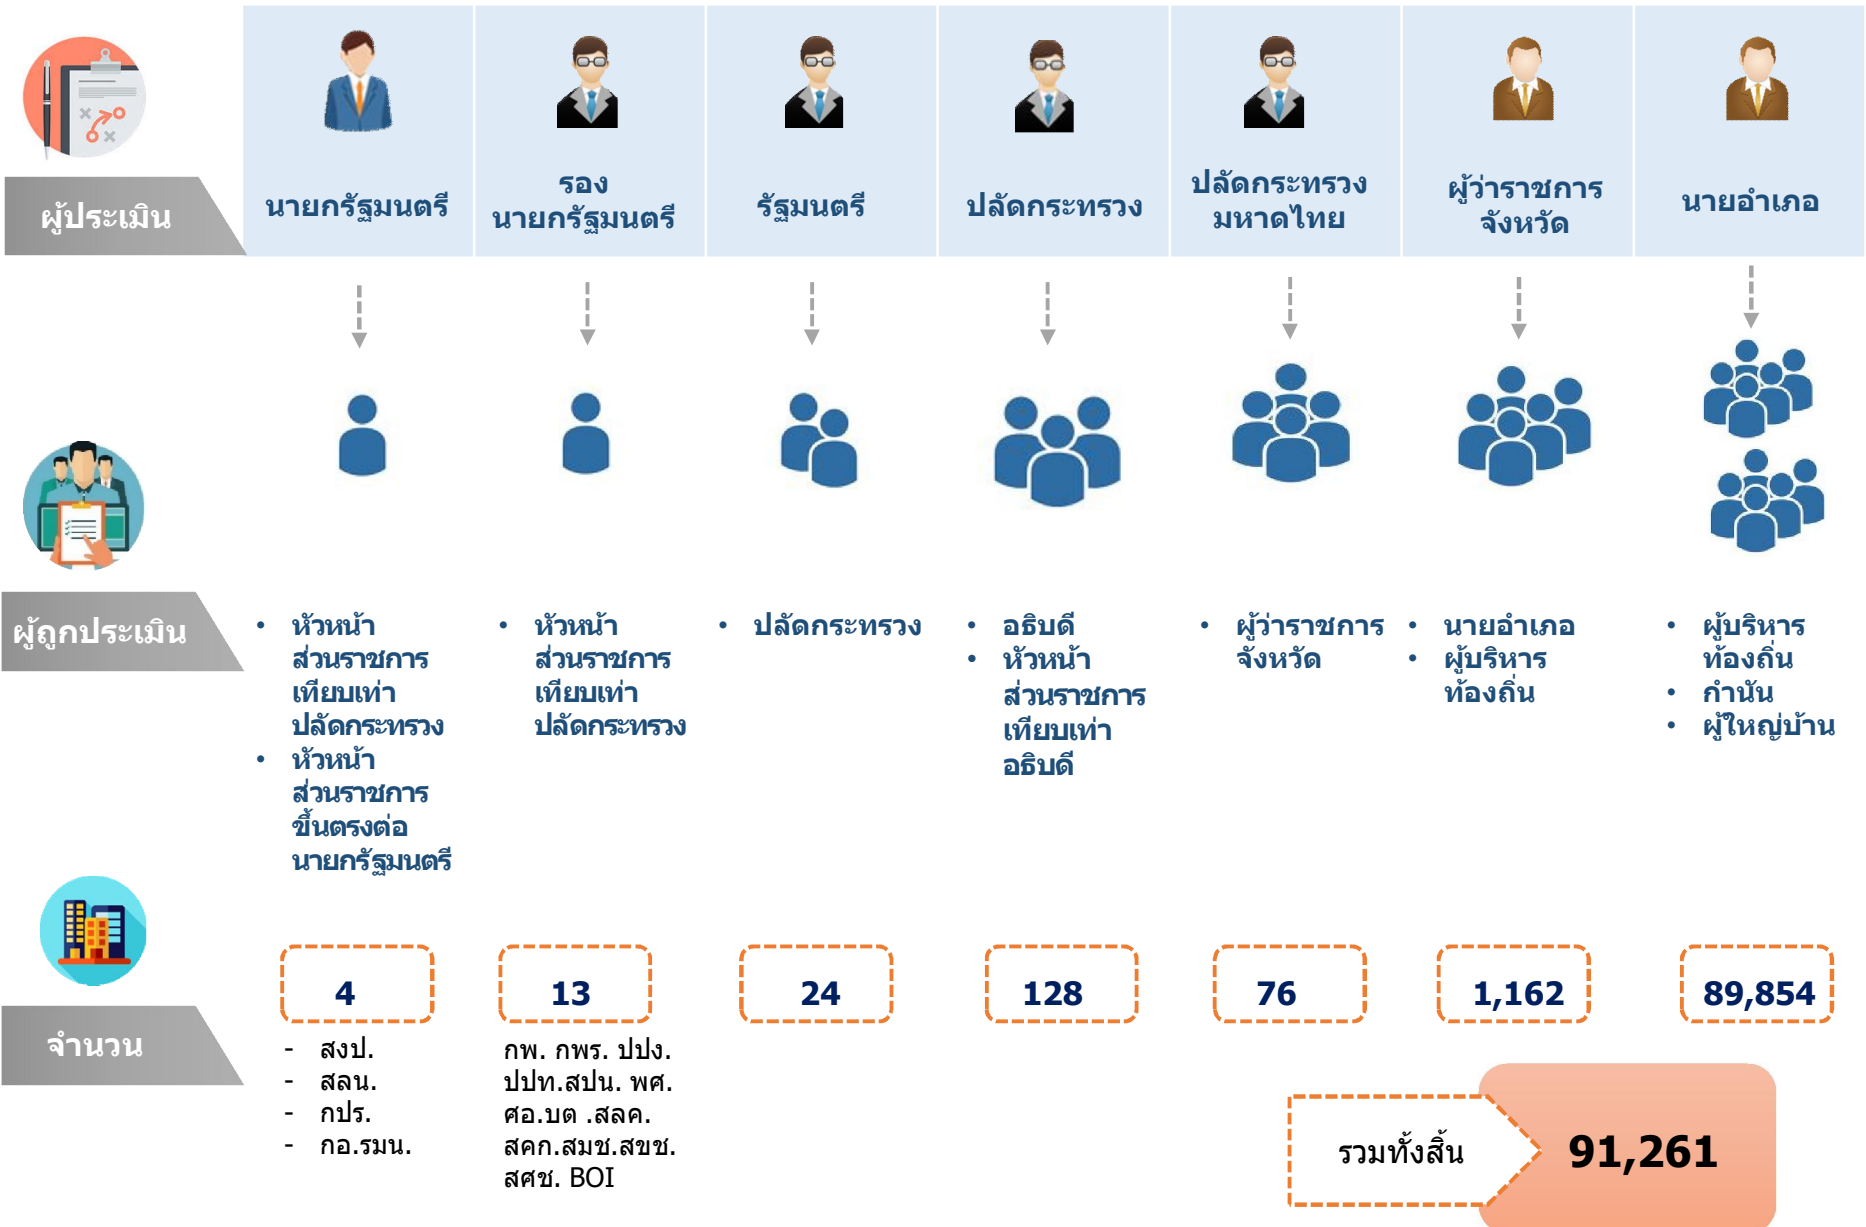 ผู้ประเมิน
นายกรัฐมนตรี
รอง
นายกรัฐมนตรี
รัฐมนตรี
ปลัดกระทรวง
ปลัดกระทรวง
มหาดไทย
ผู้ว่าราชการ
จังหวัด
นายอำเภอ
ผู้ถูกประเมิน
• หัวหน้า
ส่วนราชการ
เทียบเท่า
ปลัดกระทรวง
• หัวหน้า
ส่วนราชการ
ขึ้นตรงต่อ
นายกรัฐมนตรี
• หัวหน้า
ส่วนราชการ
เทียบเท่า
ปลัดกระทรวง
• ปลัดกระทรวง
• อธิบดี
• หัวหน้า
ส่วนราชการ
เทียบเท่า
อธิบดี
• ผู้ว่าราชการ
จังหวัด
• นายอำเภอ
• ผู้บริหาร
ท้องถิ่น
• ผู้บริหาร
ท้องถิ่น
• กำนัน
• ผู้ใหญ่บ้าน
จำนวน
4
13
24
128
76
1,162
89,854
- สงป.
- สลน.
- กปร.
- กอ.รมน.
กพ. กพร. ปปง.
ปปท.สปน. พศ.
ศอ.บต .สลค.
สคก.สมช.สขช.
สศช. BOI
รวมทั้งสิ้น
91,261